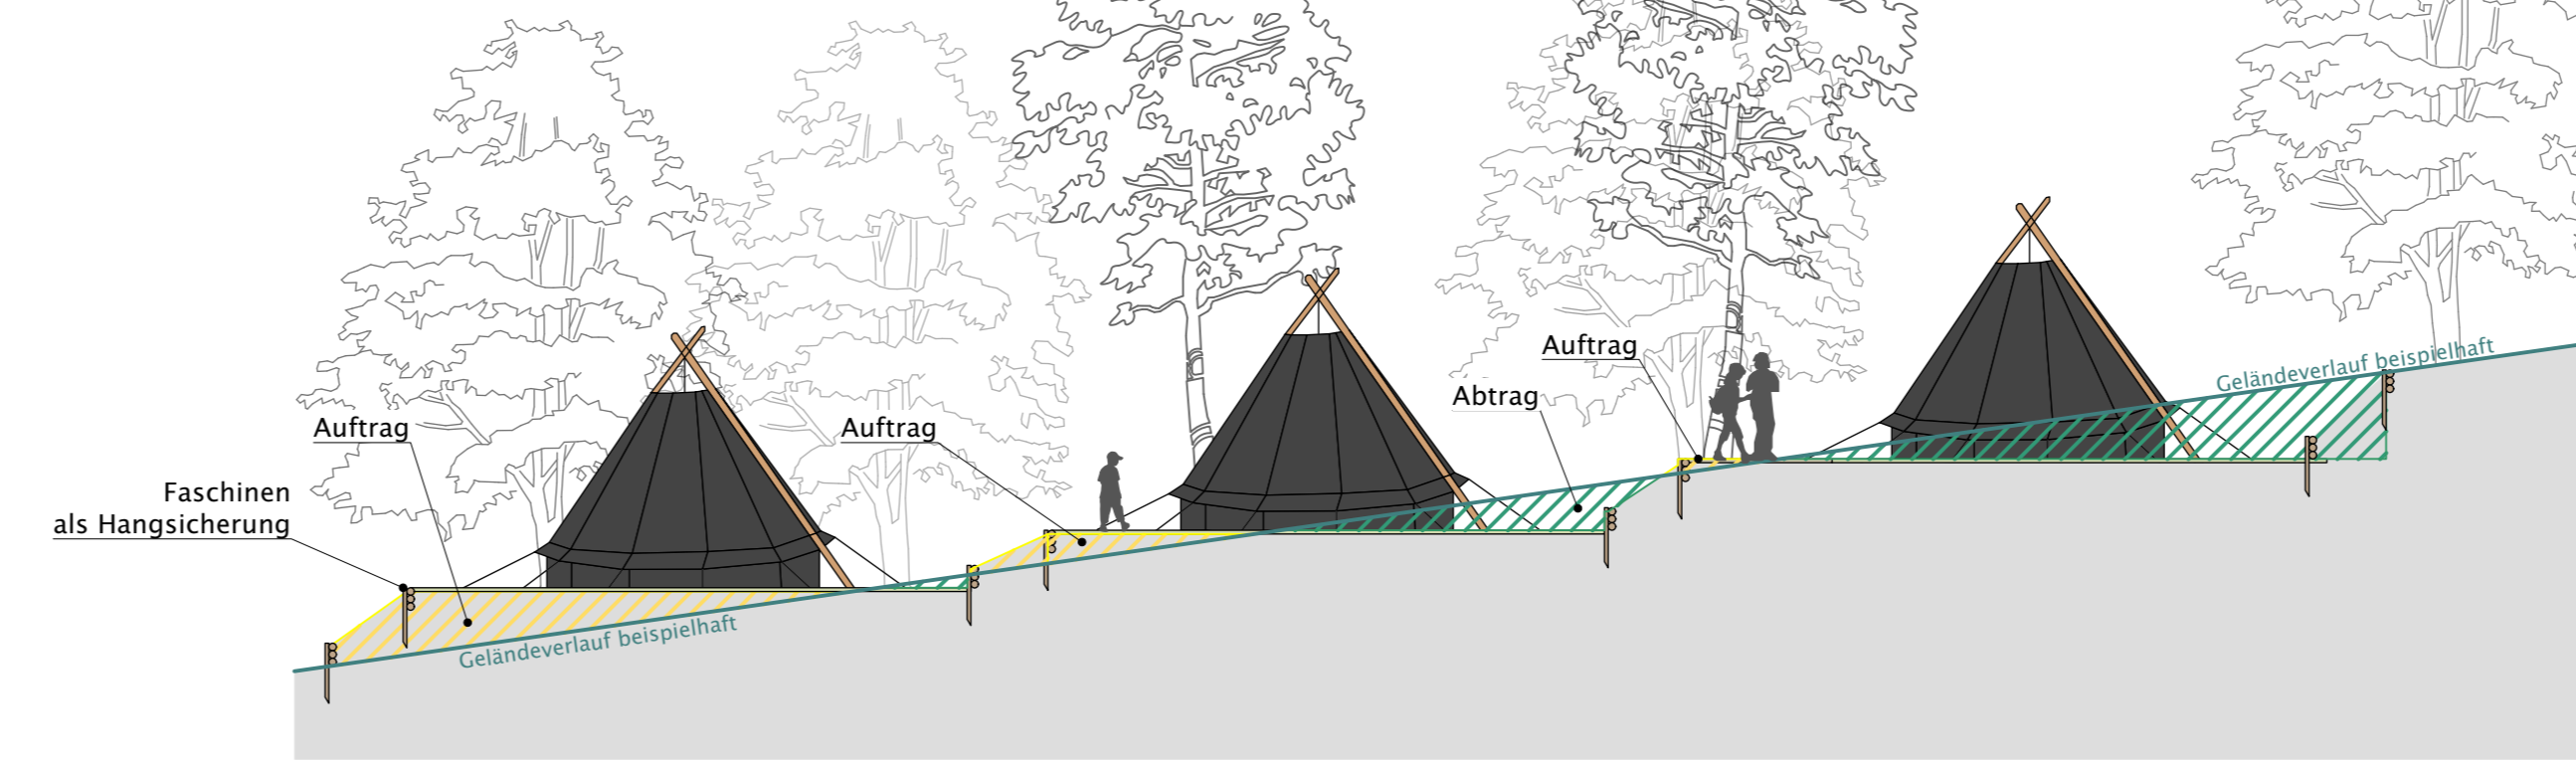 Auftrag
Faschinen
als Hangsicherung
Geländeverlauf beispielhaft
Auftrag
Abtrag
Auftrag
Geländeverlauf beispielhaft